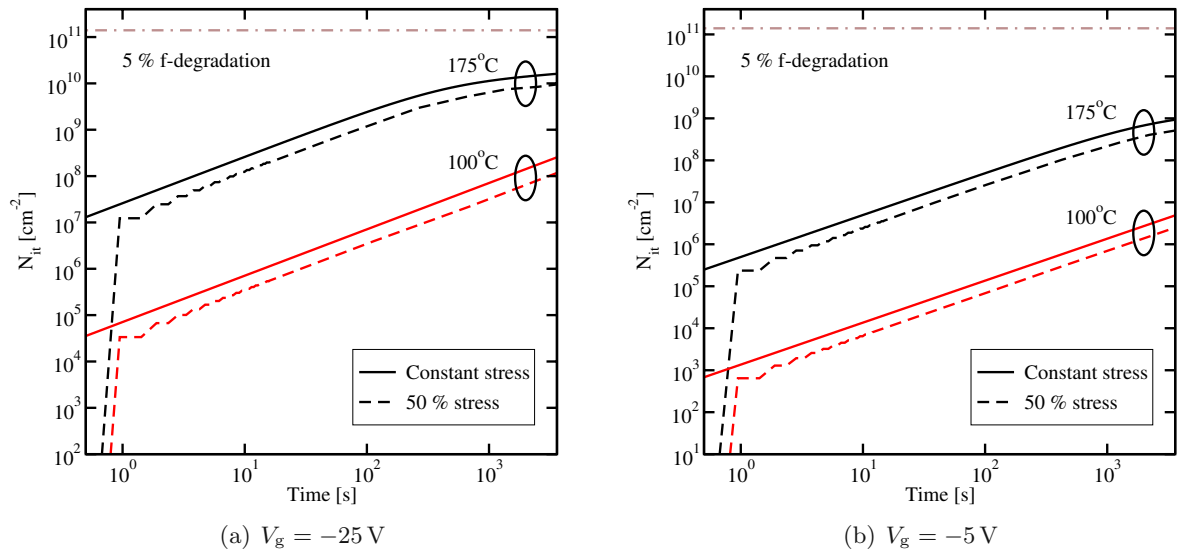 10^11
10^10
10^9
10^8
10^7
10^6
10^5
10^4
10^3
10^2
N_it [cm^-2]
5 % f-degradation
175°C
100°C
Constant stress
50 % stress
10^0 10^1 10^2 10^3
Time [s]
(a) V_g = −25 V
10^11
10^10
10^9
10^8
10^7
10^6
10^5
10^4
10^3
10^2
10^1
N_it [cm^-2]
5 % f-degradation
175°C
100°C
Constant stress
50 % stress
10^0 10^1 10^2 10^3
Time [s]
(b) V_g = −5 V